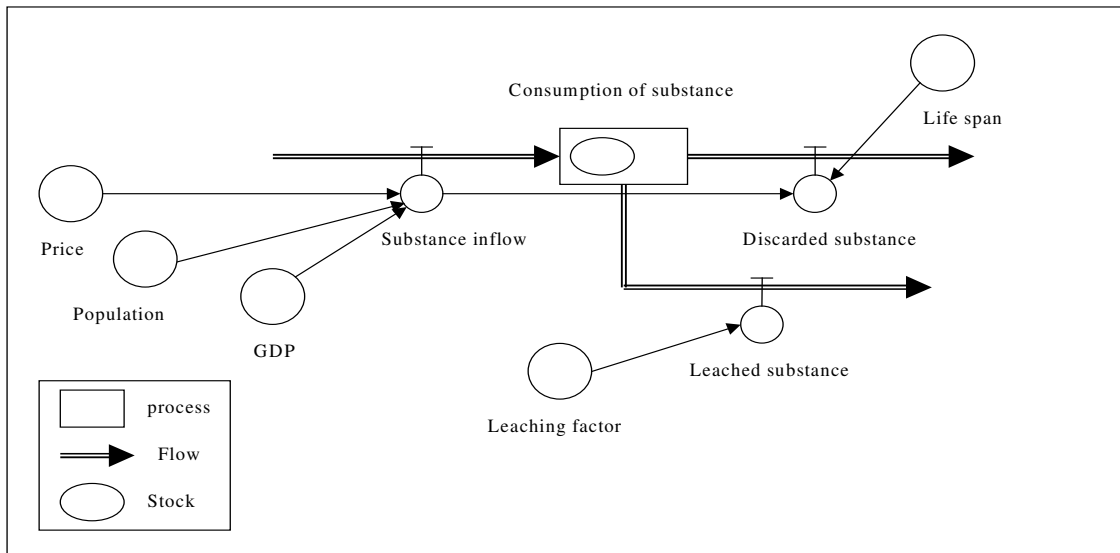 Consumption of substance
Life span
Price
Substance inflow
Discarded substance
Population
GDP
Leached substance
Leaching factor
process
Flow
Stock